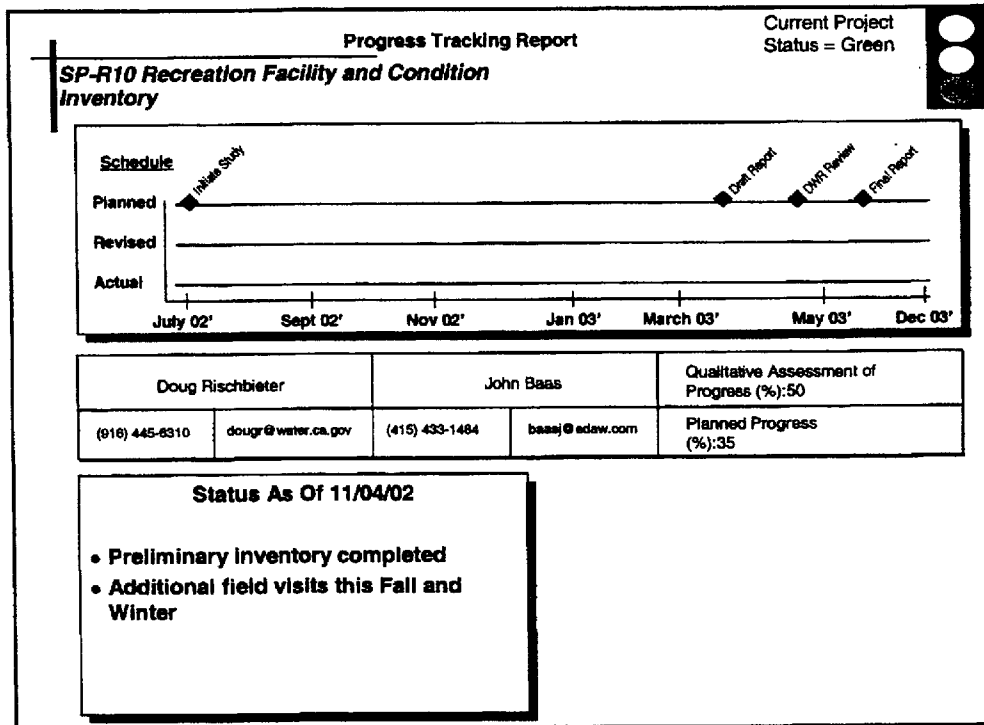 Progress Tracking Report
Current Project
Status = Green
SP-R10 Recreation Facility and Condition
Inventory
Schedule
Initiate Study
Draft Report
DWR Review
Final Report
Planned
Revised
Actual
July 02'
Sept 02'
Nov 02'
Jan 03'
March 03'
May 03'
Dec 03'
Doug Rischbieter
John Baas
Qualitative Assessment of
Progress (%):50
(916) 445-6310
dougr@water.ca.gov
(415) 433-1484
baasj@edaw.com
Planned Progress
(%):35
Status As Of 11/04/02
• Preliminary inventory completed
• Additional field visits this Fall and
Winter